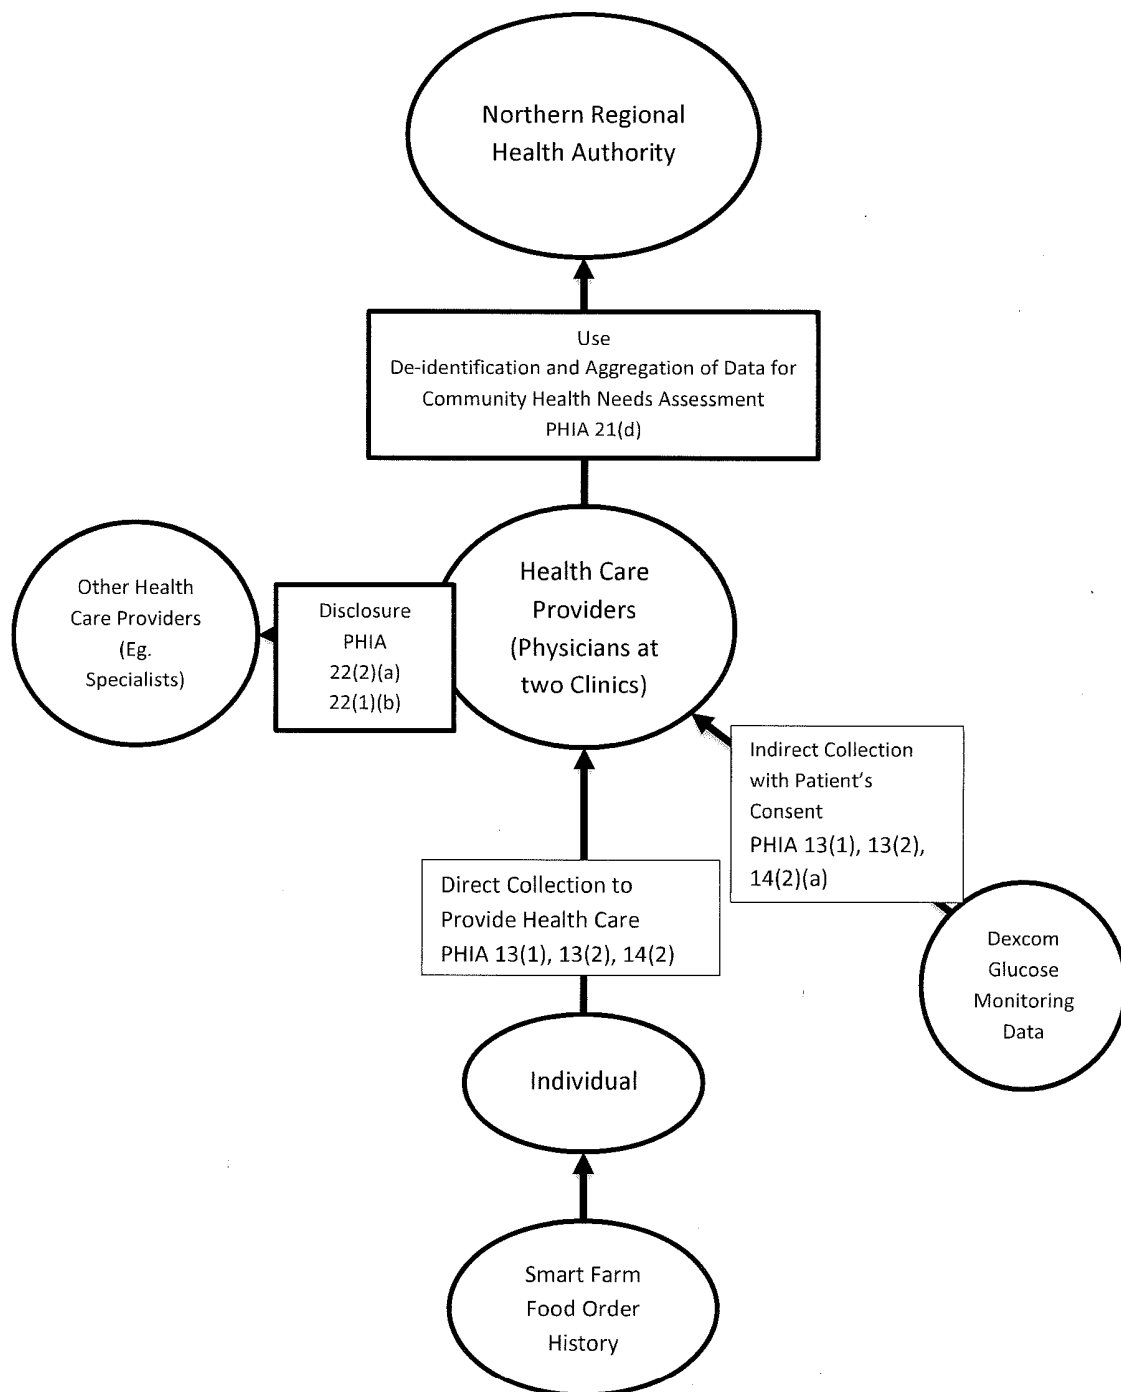 Northern Regional
Health Authority
Use
De-identification and Aggregation of Data for
Community Health Needs Assessment
PHIA 21(d)
Other Health
Care Providers
(Eg.
Specialists)
Disclosure
PHIA
22(2)(a)
22(1)(b)
Health Care
Providers
(Physicians at
two Clinics)
Indirect Collection
with Patient's
Consent
PHIA 13(1), 13(2),
14(2)(a)
Direct Collection to
Provide Health Care
PHIA 13(1), 13(2), 14(2)
Dexcom
Glucose
Monitoring
Data
Individual
Smart Farm
Food Order
History